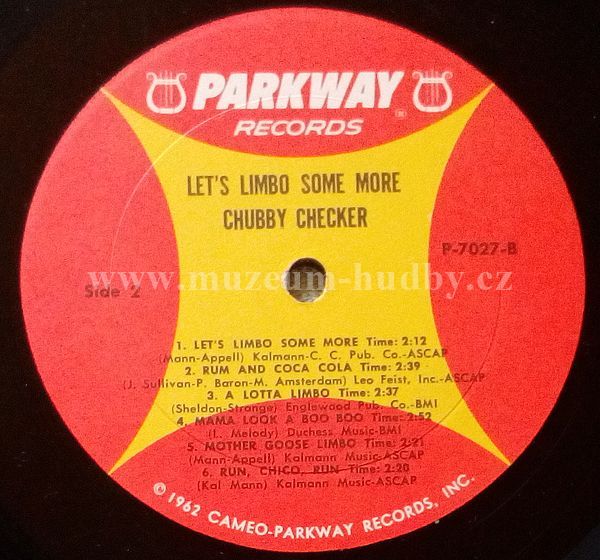 PARKWAY®
RECORDS
LET'S LIMBO SOME MORE
CHUBBY CHECKER
P-7027-B
www.muzeum-hudby.cz
Side 2
1. LET'S LIMBO SOME MORE Time: 2:12
(Mann-Appell) Kalmann-C. C. Pub. Co.-ASCAP
2. RUM AND COCA COLA Time: 2:39
(J. Sullivan-P. Baron-M. Amsterdam) Leo Feist, Inc.-ASCAP
3. A LOTTA LIMBO Time: 2:37
(Sheldon-Strange) Englewood Pub. Co.-BMI
4. MAMA LOOK A BOO BOO Time: 2:52
(L. Melody) Duchess Music-BMI
5. MOTHER GOOSE LIMBO Time: 2:21
(Mann-Appell) Kalmann Music-ASCAP
6. RUN, CHICO, RUN Time: 2:20
(Kal Mann) Kalmann Music-ASCAP
© 1962 CAMEO-PARKWAY RECORDS, INC.